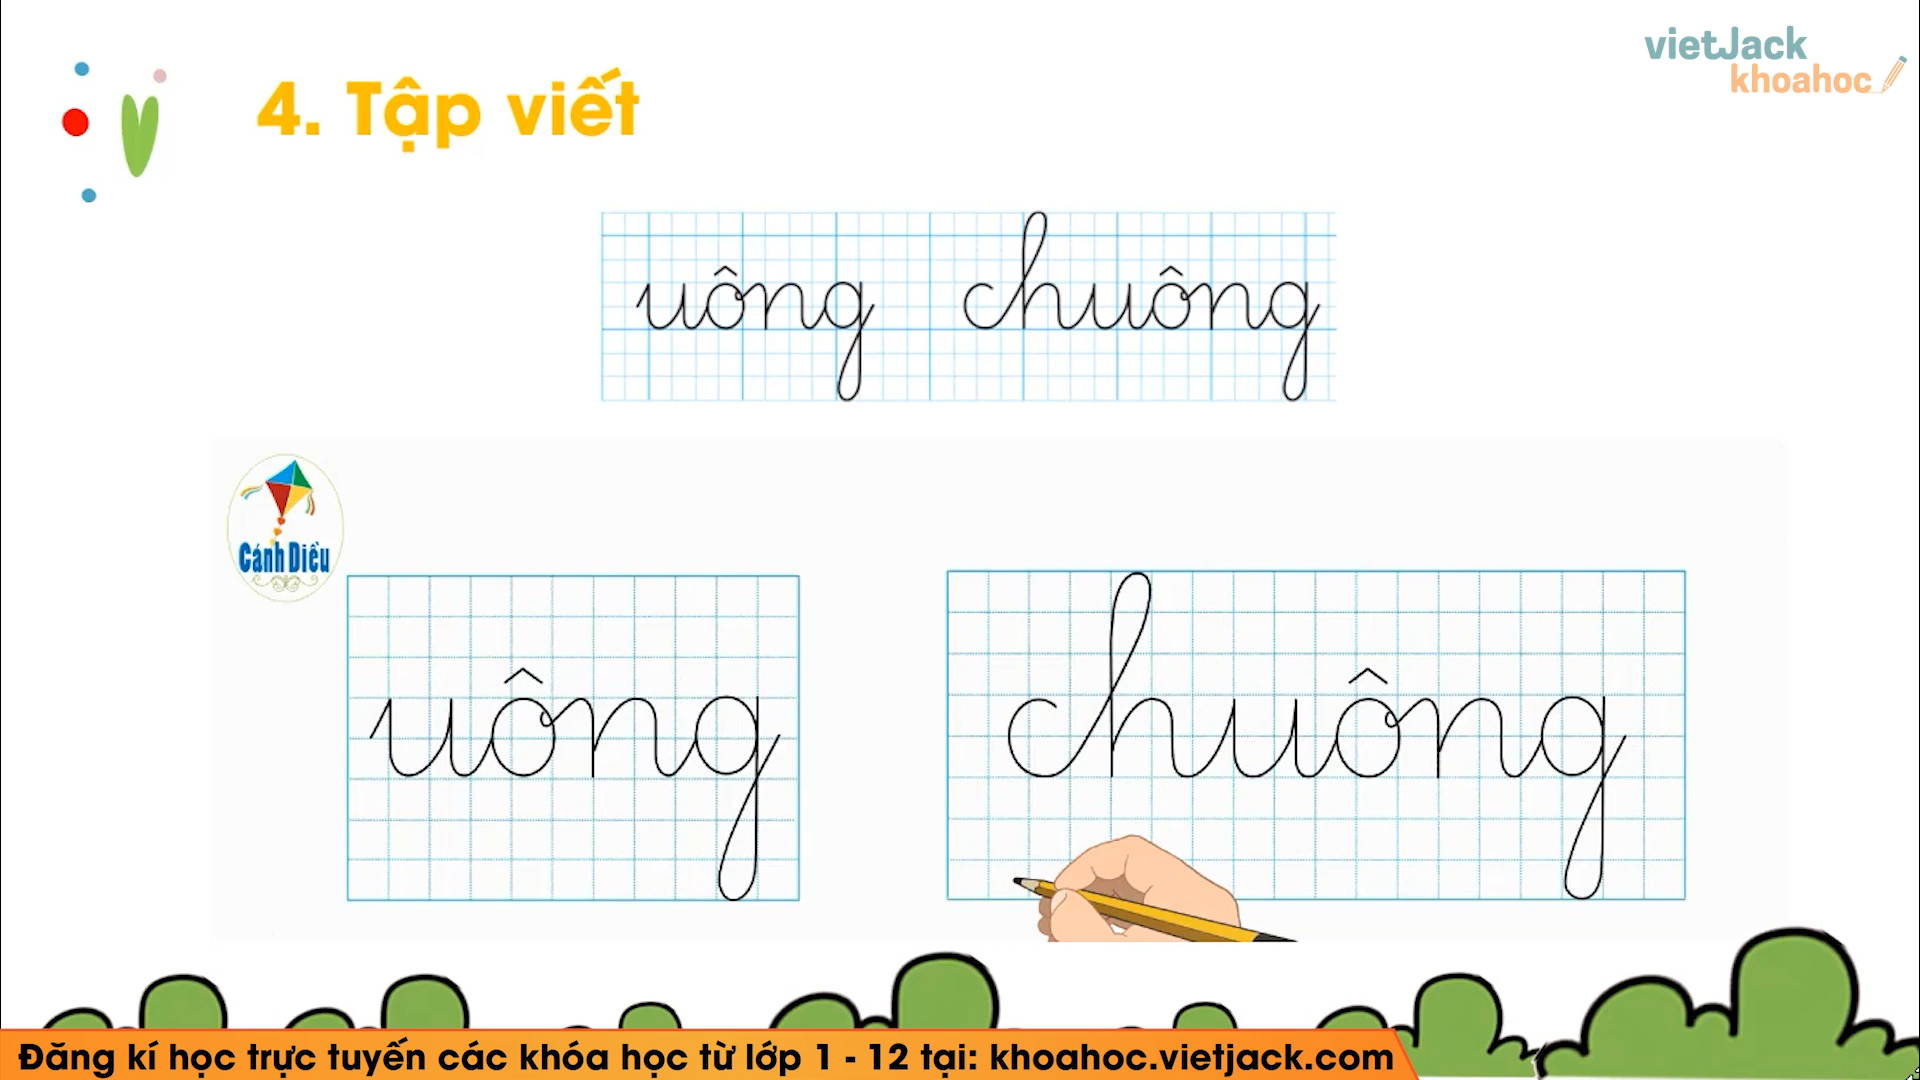 vietJack
khoahoc
4. Tập viết
uông chuông
Cánh Diều
uông chuông
Đăng kí học trực tuyến các khóa học từ lớp 1 - 12 tại: khoahoc.vietjack.com